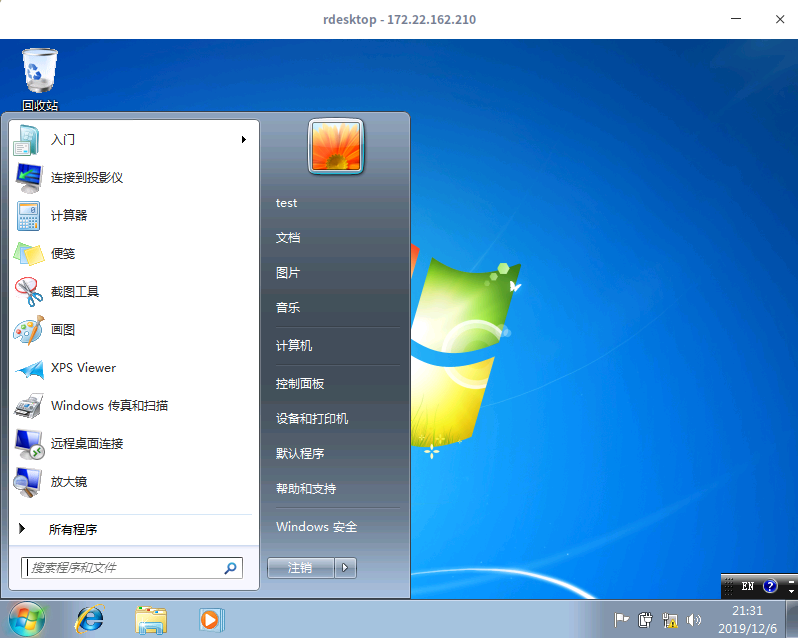 rdesktop - 172.22.162.210
回收站
入门
连接到投影仪
计算器
便笺
截图工具
画图
XPS Viewer
Windows 传真和扫描
远程桌面连接
放大镜
所有程序
搜索程序和文件
test
文档
图片
音乐
计算机
控制面板
设备和打印机
默认程序
帮助和支持
Windows 安全
注销
EN
21:31
2019/12/6